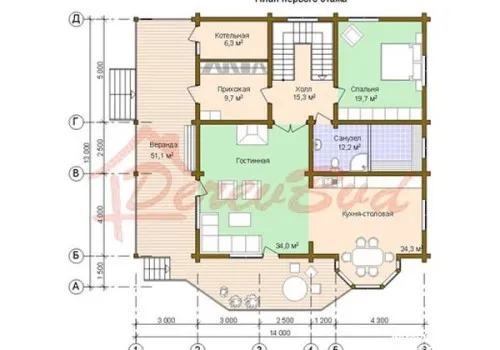 План первого этажа
Д
Котельная
6,3 м²
Прихожая
9,7 м²
Холл
15,3 м²
Спальня
19,7 м²
5 000
Г
Веранда
51,1 м²
Гостинная
Санузел
12,2 м²
2 500
13 000
В
DerevBud
4 000
Кухня-столовая
34,0 м²
24,3 м²
Б
1 500
А
3 000
3 000
2 500
1 200
4 300
14 000
1
2
3
4
5
6